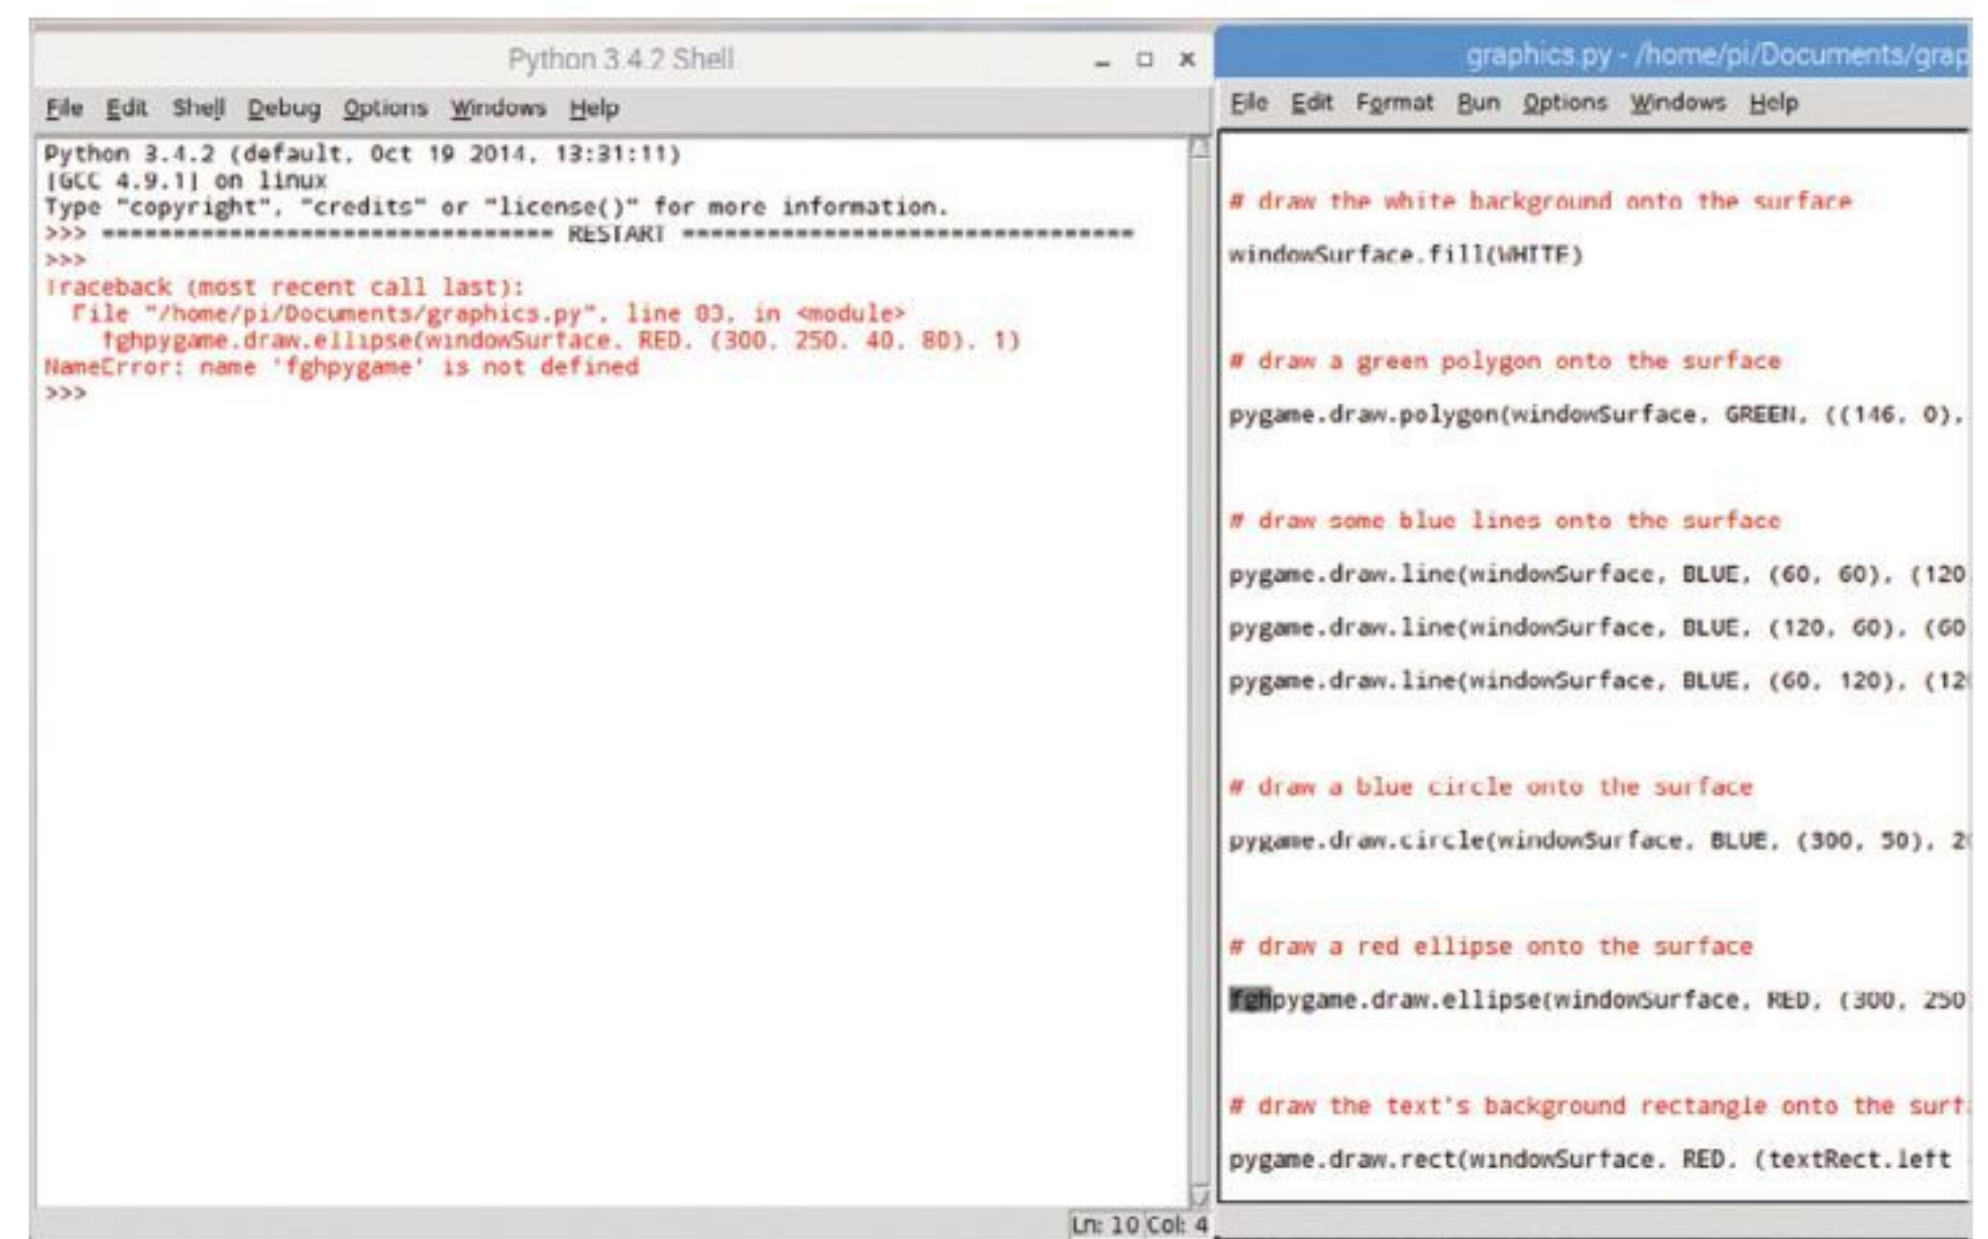 Python 3.4.2 Shell
File Edit Shell Debug Options Windows Help
Python 3.4.2 (default, Oct 19 2014, 13:31:11)
[GCC 4.9.1] on linux
Type "copyright", "credits" or "license()" for more information.
>>> ================================ RESTART ================================
>>>
Traceback (most recent call last):
  File "/home/pi/Documents/graphics.py", line 83, in <module>
    fghpygame.draw.ellipse(windowSurface, RED, (300, 250, 40, 80), 1)
NameError: name 'fghpygame' is not defined
>>>
Ln: 10 Col: 4
graphics.py - /home/pi/Documents/grap
File Edit Format Run Options Windows Help
# draw the white background onto the surface
windowSurface.fill(WHITE)
# draw a green polygon onto the surface
pygame.draw.polygon(windowSurface, GREEN, ((146, 0),
# draw some blue lines onto the surface
pygame.draw.line(windowSurface, BLUE, (60, 60), (120
pygame.draw.line(windowSurface, BLUE, (120, 60), (60
pygame.draw.line(windowSurface, BLUE, (60, 120), (12
# draw a blue circle onto the surface
pygame.draw.circle(windowSurface, BLUE, (300, 50), 2
# draw a red ellipse onto the surface
fghpygame.draw.ellipse(windowSurface, RED, (300, 250
# draw the text's background rectangle onto the surf
pygame.draw.rect(windowSurface, RED, (textRect.left